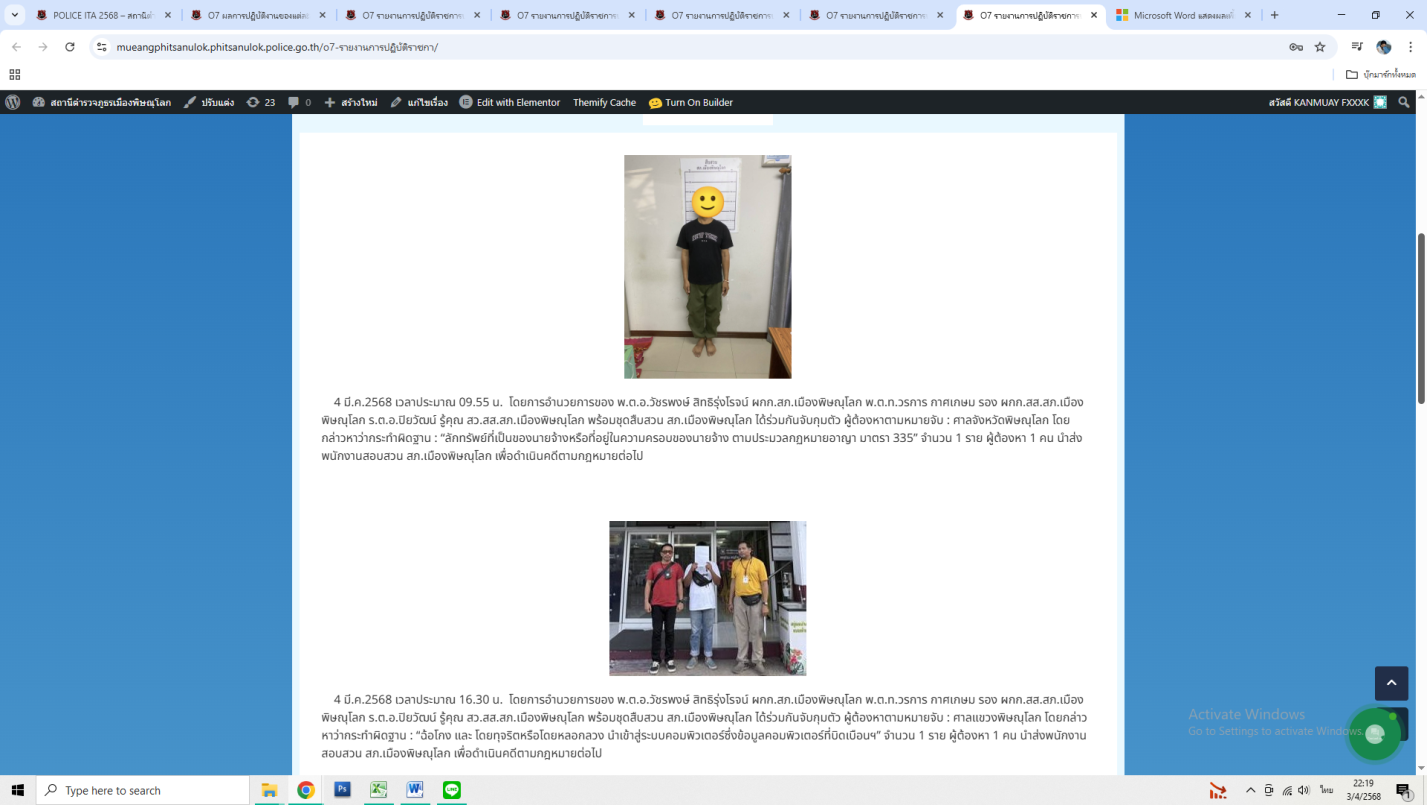 POLICE ITA 2568 – สถานีตำ
O7 ผลการปฏิบัติงานของแต่ล
O7 รายงานการปฏิบัติราชการ
O7 รายงานการปฏิบัติราชการ
O7 รายงานการปฏิบัติราชการ
O7 รายงานการปฏิบัติราชการ
O7 รายงานการปฏิบัติราชการ
Microsoft Word แสดงผลท
mueangphitsanulok.phitsanulok.police.go.th/o7-รายงานการปฏิบัติราชกา/
บุ๊กมาร์กทั้งหมด
สถานีตำรวจภูธรเมืองพิษณุโลก ปรับแต่ง 23 0 สร้างใหม่ แก้ไขเรื่อง Edit with Elementor Themify Cache Turn On Builder สวัสดี KANMUAY FXXXK
4 มี.ค.2568 เวลาประมาณ 09.55 น. โดยการอำนวยการของ พ.ต.อ.วัชรพงษ์ สิทธิรุ่งโรจน์ ผกก.สภ.เมืองพิษณุโลก พ.ต.ท.วรการ กาศเกษม รอง ผกก.สส.สภ.เมือง
พิษณุโลก ร.ต.อ.ปิยวัฒน์ รู้คุณ สว.สส.สภ.เมืองพิษณุโลก พร้อมชุดสืบสวน สภ.เมืองพิษณุโลก ได้ร่วมกันจับกุมตัว ผู้ต้องหาตามหมายจับ : ศาลจังหวัดพิษณุโลก โดย
กล่าวหาว่ากระทำผิดฐาน : “ลักทรัพย์ที่เป็นของนายจ้างหรือที่อยู่ในความครอบของนายจ้าง ตามประมวลกฎหมายอาญา มาตรา 335” จำนวน 1 ราย ผู้ต้องหา 1 คน นำส่ง
พนักงานสอบสวน สภ.เมืองพิษณุโลก เพื่อดำเนินคดีตามกฎหมายต่อไป
4 มี.ค.2568 เวลาประมาณ 16.30 น. โดยการอำนวยการของ พ.ต.อ.วัชรพงษ์ สิทธิรุ่งโรจน์ ผกก.สภ.เมืองพิษณุโลก พ.ต.ท.วรการ กาศเกษม รอง ผกก.สส.สภ.เมือง
พิษณุโลก ร.ต.อ.ปิยวัฒน์ รู้คุณ สว.สส.สภ.เมืองพิษณุโลก พร้อมชุดสืบสวน สภ.เมืองพิษณุโลก ได้ร่วมกันจับกุมตัว ผู้ต้องหาตามหมายจับ : ศาลแขวงพิษณุโลก โดยกล่าว
หาว่ากระทำผิดฐาน : “ฉ้อโกง และ โดยทุจริตหรือโดยหลอกลวง นำเข้าสู่ระบบคอมพิวเตอร์ซึ่งข้อมูลคอมพิวเตอร์ที่บิดเบือนฯ” จำนวน 1 ราย ผู้ต้องหา 1 คน นำส่งพนักงาน
สอบสวน สภ.เมืองพิษณุโลก เพื่อดำเนินคดีตามกฎหมายต่อไป
Activate Windows
Go to Settings to activate Windows.
Type here to search
ไทย
22:19
3/4/2568